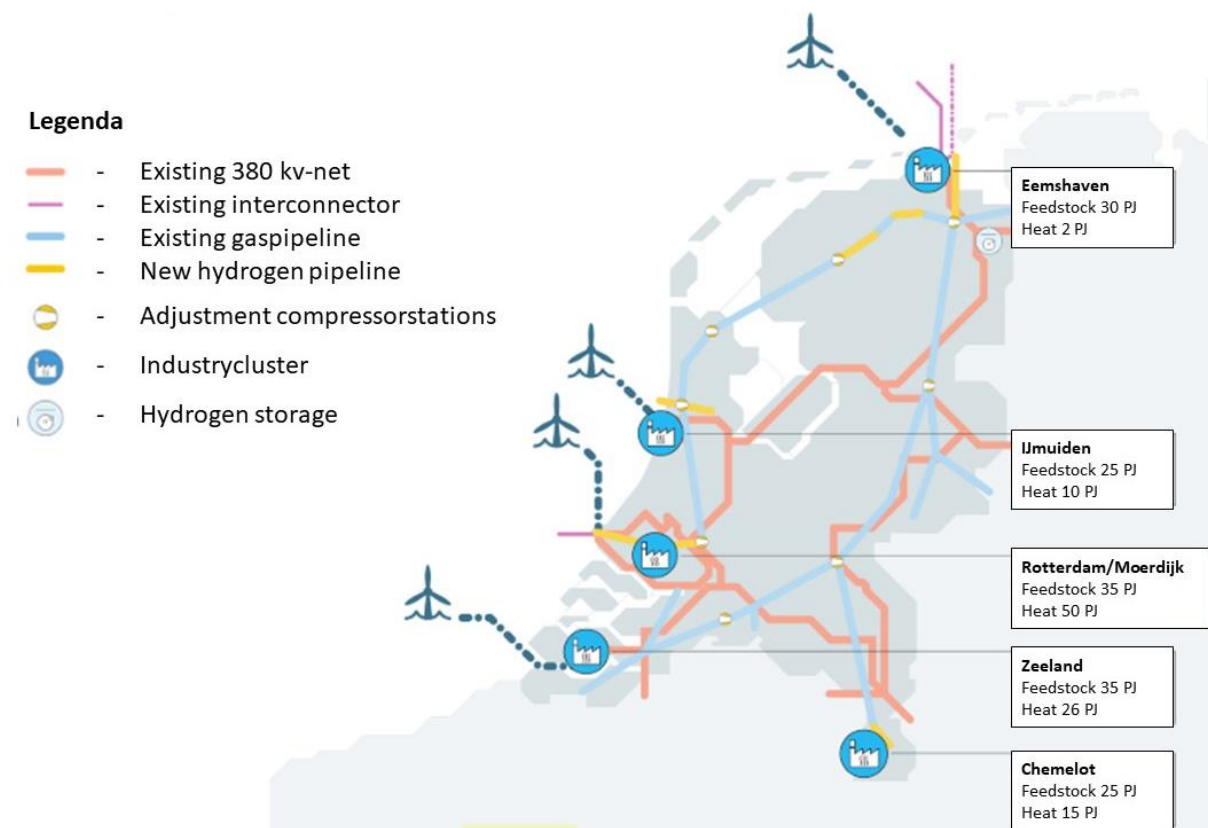 Legenda
- Existing 380 kv-net
- Existing interconnector
- Existing gaspipeline
- New hydrogen pipeline
- Adjustment compressorstations
- Industrycluster
- Hydrogen storage
Eemshaven
Feedstock 30 PJ
Heat 2 PJ
IJmuiden
Feedstock 25 PJ
Heat 10 PJ
Rotterdam/Moerdijk
Feedstock 35 PJ
Heat 50 PJ
Zeeland
Feedstock 35 PJ
Heat 26 PJ
Chemelot
Feedstock 25 PJ
Heat 15 PJ